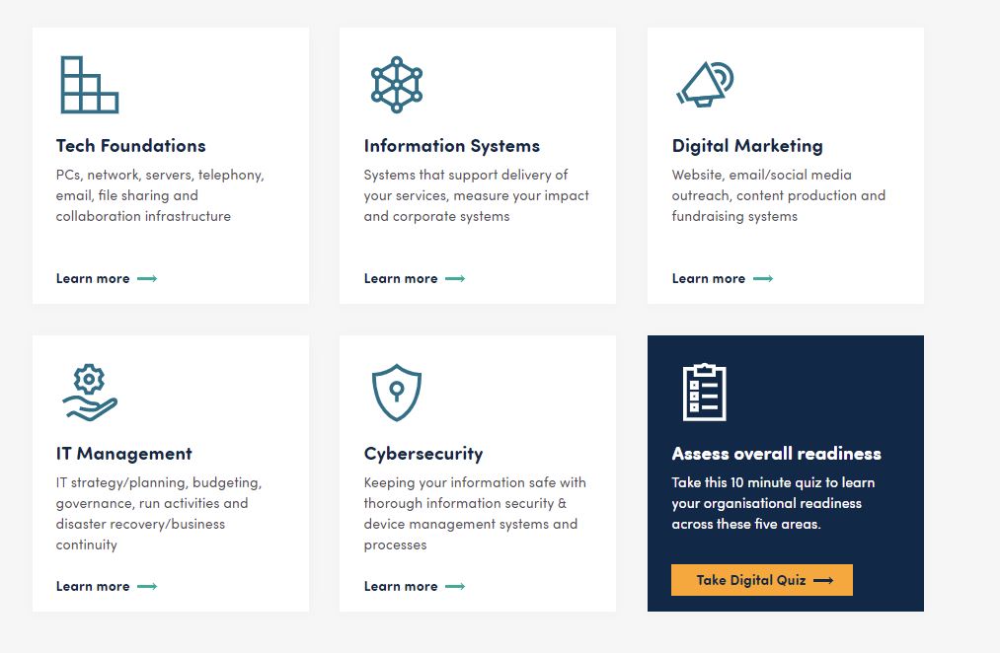 Tech Foundations
PCs, network, servers, telephony,
email, file sharing and
collaboration infrastructure
Learn more
Information Systems
Systems that support delivery of
your services, measure your impact
and corporate systems
Learn more
Digital Marketing
Website, email/social media
outreach, content production and
fundraising systems
Learn more
IT Management
IT strategy/planning, budgeting,
governance, run activities and
disaster recovery/business
continuity
Learn more
Cybersecurity
Keeping your information safe with
thorough information security &
device management systems and
processes
Learn more
Assess overall readiness
Take this 10 minute quiz to learn
your organisational readiness
across these five areas.
Take Digital Quiz